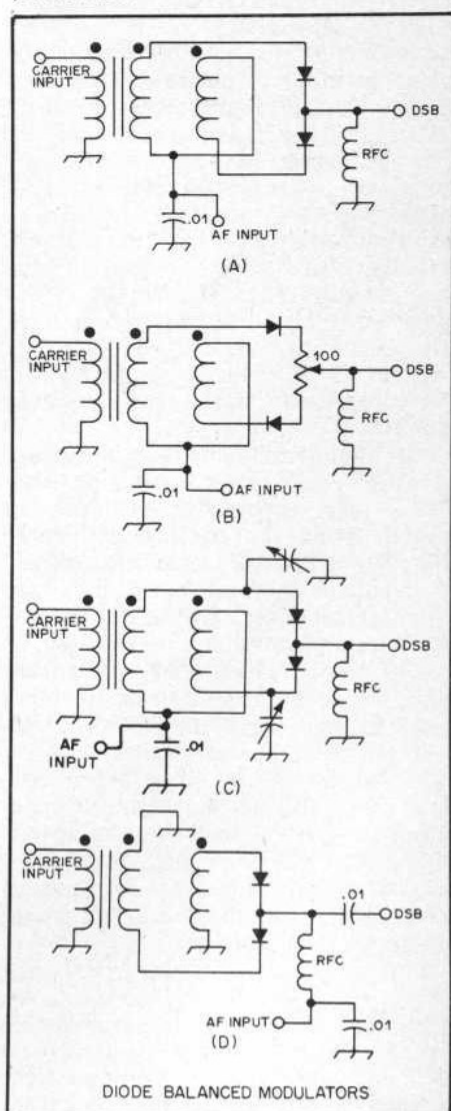 CARRIER
INPUT
DSB
RFC
.01
AF INPUT
(A)
CARRIER
INPUT
100
DSB
RFC
.01
AF INPUT
(B)
CARRIER
INPUT
DSB
RFC
AF
INPUT
.01
(C)
CARRIER
INPUT
.01
DSB
RFC
AF INPUT
.01
(D)
DIODE BALANCED MODULATORS